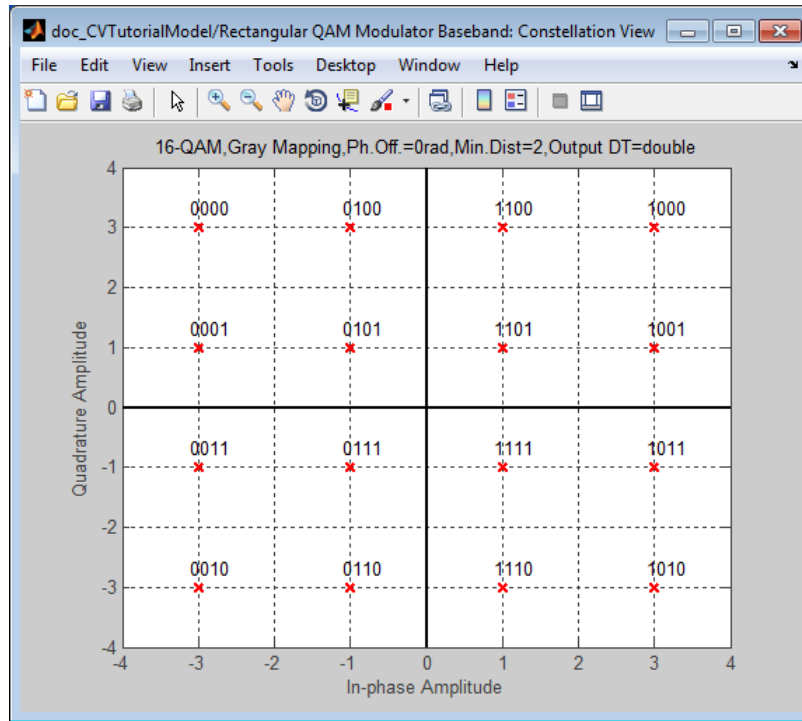 doc_CVTutorialModel/Rectangular QAM Modulator Baseband: Constellation View
File Edit View Insert Tools Desktop Window Help
16-QAM,Gray Mapping,Ph.Off.=0rad,Min.Dist=2,Output DT=double
4
0000 0100 1100 1000
3
2
0001 0101 1101 1001
1
0
0011 0111 1111 1011
-1
-2
0010 0110 1110 1010
-3
-4
-4 -3 -2 -1 0 1 2 3 4
Quadrature Amplitude
In-phase Amplitude